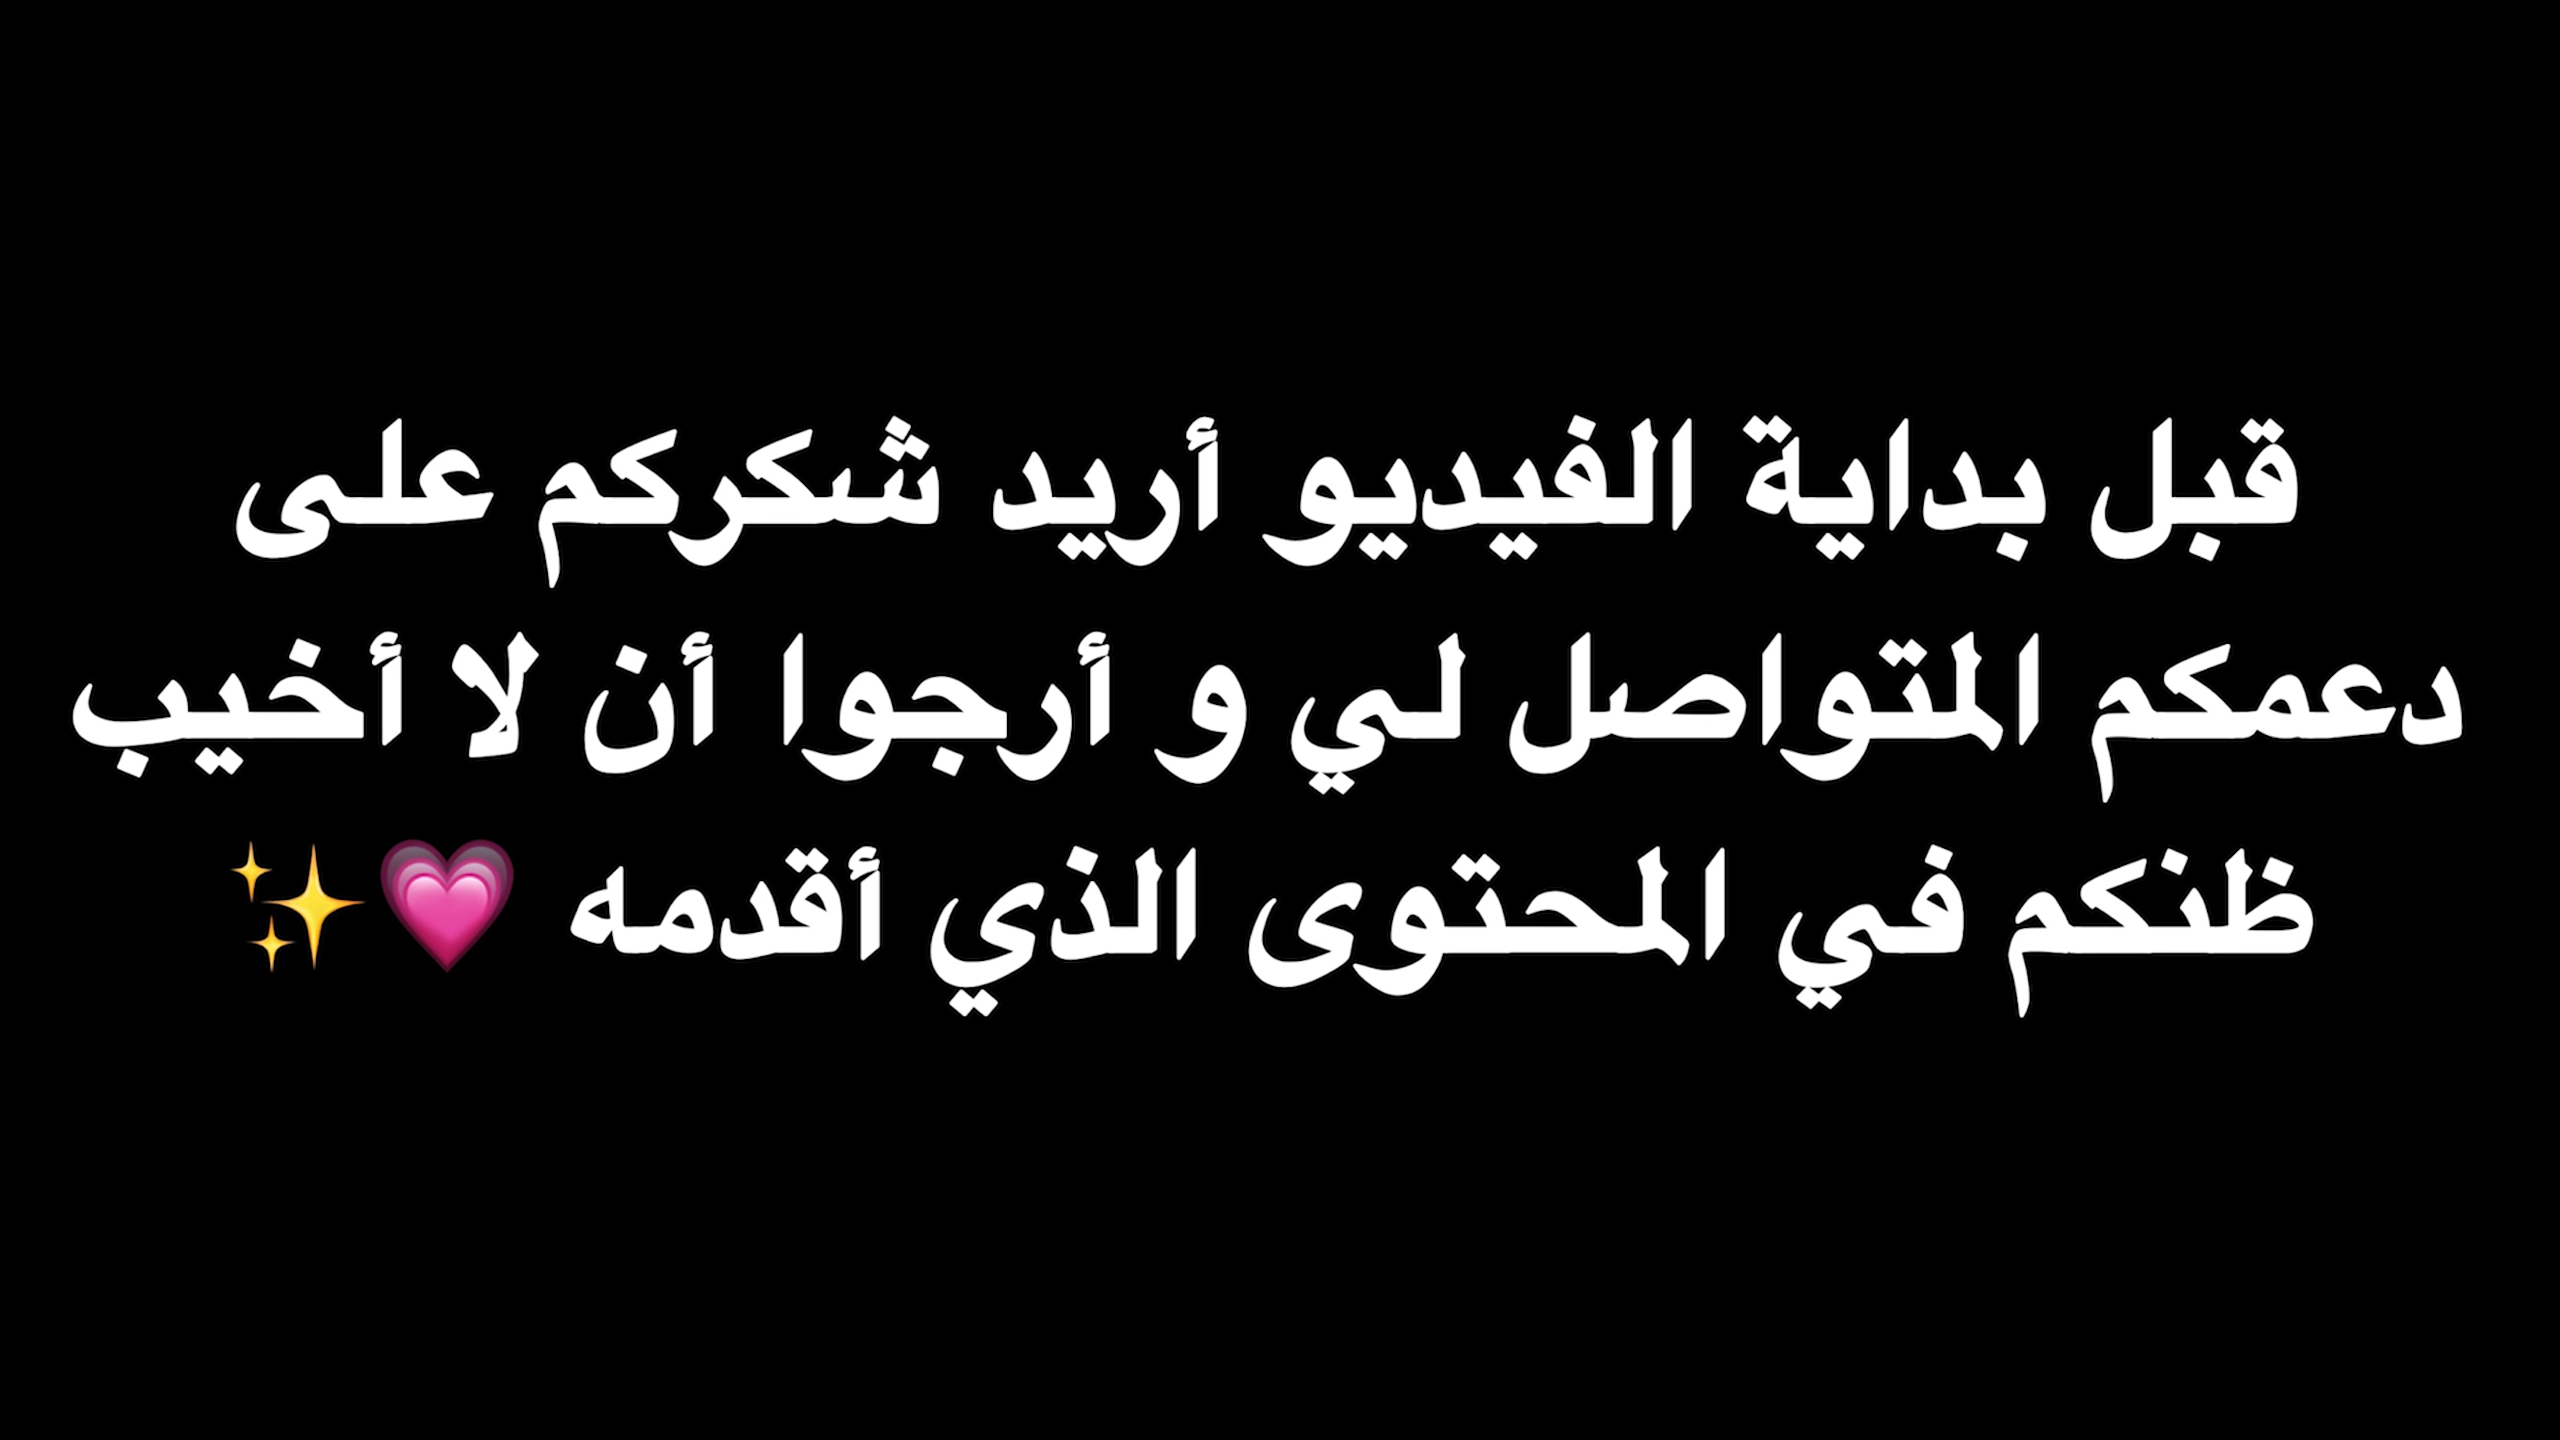 قبل بداية الفيديو أريد شكركم على
دعمكم المتواصل لي و أرجوا أن لا أخيب
ظنكم في المحتوى الذي أقدمه 💗✨